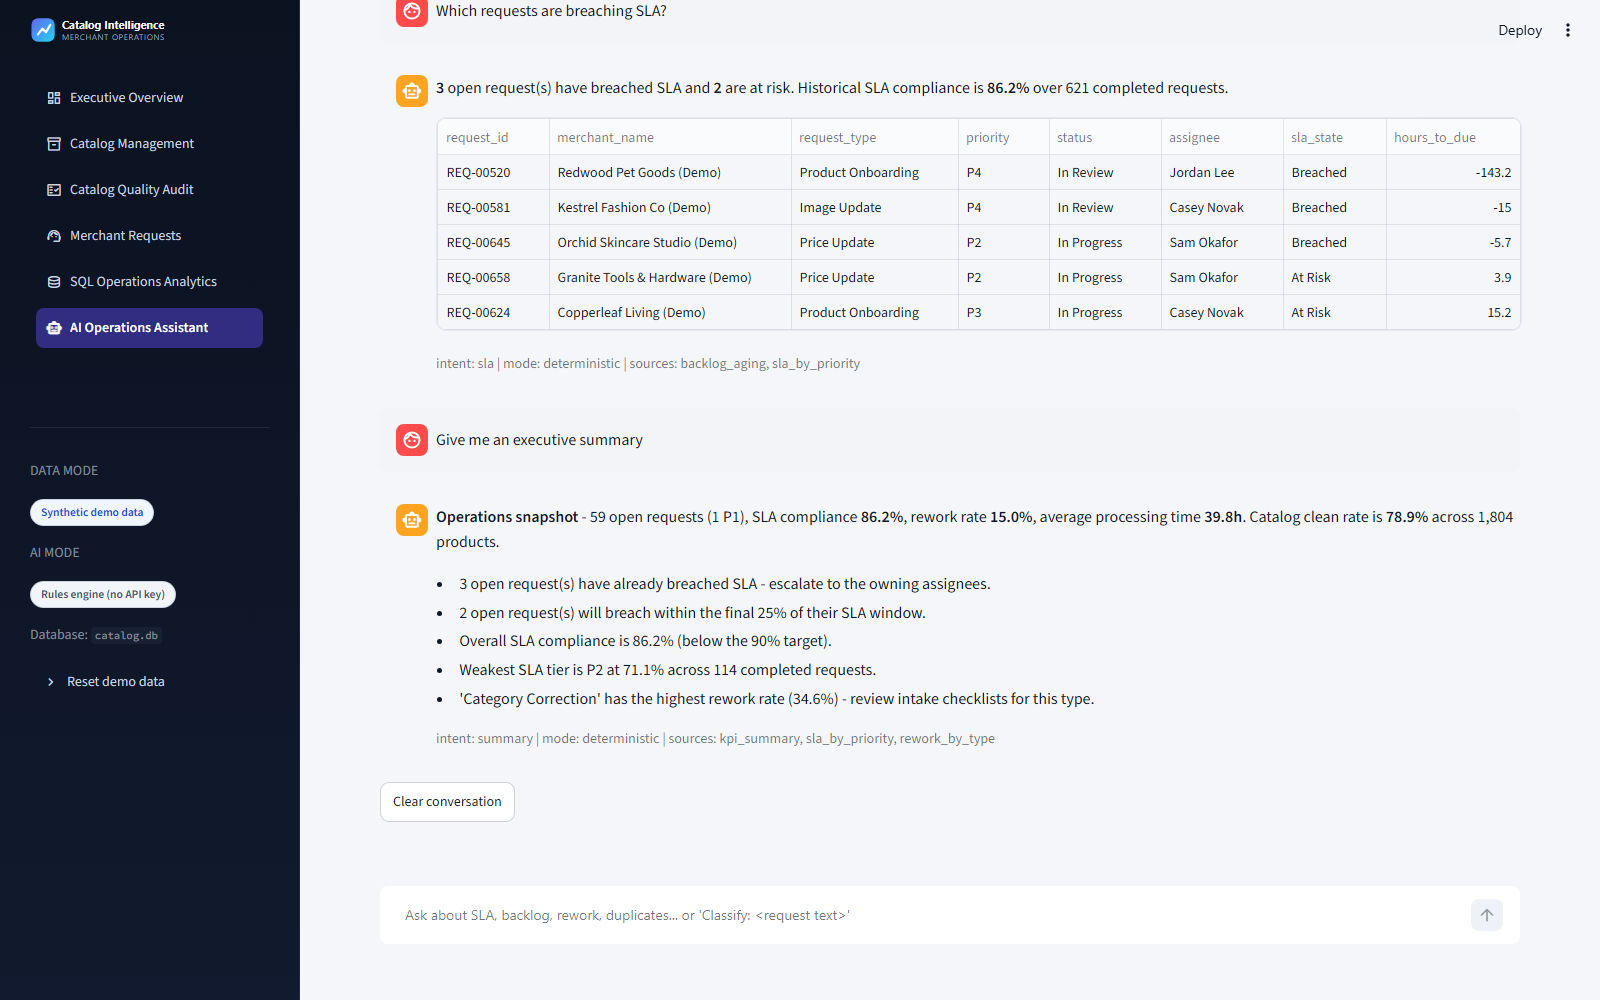 Catalog Intelligence
MERCHANT OPERATIONS
Executive Overview
Catalog Management
Catalog Quality Audit
Merchant Requests
SQL Operations Analytics
AI Operations Assistant
DATA MODE
Synthetic demo data
AI MODE
Rules engine (no API key)
Database: catalog.db
Reset demo data
Deploy
Which requests are breaching SLA?
3 open request(s) have breached SLA and 2 are at risk. Historical SLA compliance is 86.2% over 621 completed requests.
request_id merchant_name request_type priority status assignee sla_state hours_to_due
REQ-00520 Redwood Pet Goods (Demo) Product Onboarding P4 In Review Jordan Lee Breached -143.2
REQ-00581 Kestrel Fashion Co (Demo) Image Update P4 In Review Casey Novak Breached -15
REQ-00645 Orchid Skincare Studio (Demo) Price Update P2 In Progress Sam Okafor Breached -5.7
REQ-00658 Granite Tools & Hardware (Demo) Price Update P2 In Progress Sam Okafor At Risk 3.9
REQ-00624 Copperleaf Living (Demo) Product Onboarding P3 In Progress Casey Novak At Risk 15.2
intent: sla | mode: deterministic | sources: backlog_aging, sla_by_priority
Give me an executive summary
Operations snapshot - 59 open requests (1 P1), SLA compliance 86.2%, rework rate 15.0%, average processing time 39.8h. Catalog clean rate is 78.9% across 1,804
products.
• 3 open request(s) have already breached SLA - escalate to the owning assignees.
• 2 open request(s) will breach within the final 25% of their SLA window.
• Overall SLA compliance is 86.2% (below the 90% target).
• Weakest SLA tier is P2 at 71.1% across 114 completed requests.
• 'Category Correction' has the highest rework rate (34.6%) - review intake checklists for this type.
intent: summary | mode: deterministic | sources: kpi_summary, sla_by_priority, rework_by_type
Clear conversation
Ask about SLA, backlog, rework, duplicates... or 'Classify: <request text>'